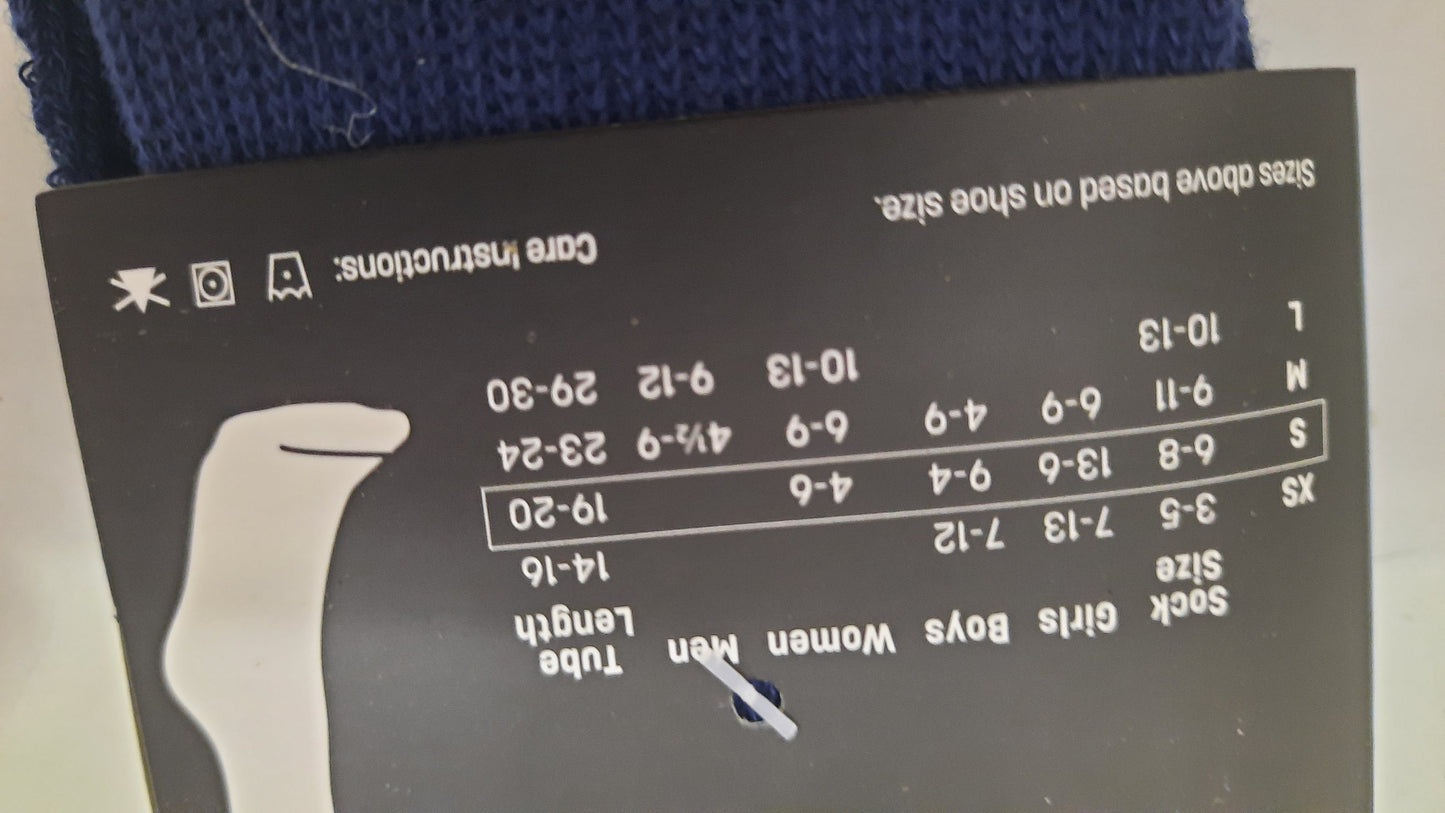 Sock Size Girls Boys Women Men Tube Length
XS 3-5 7-13 7-12 14-16
S 6-8 13-6 9-4 4-6 19-20
M 9-11 6-9 4-9 6-9 4½-9 23-24
L 10-13 10-13 9-12 29-30
Care Instructions:
Sizes above based on shoe size.